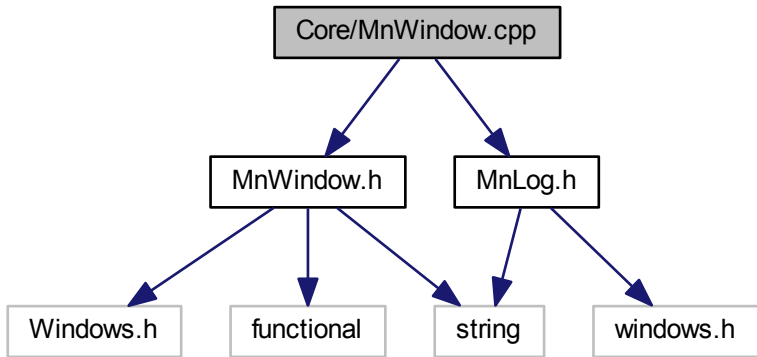 Core/MnWindow.cpp
MnWindow.h
MnLog.h
Windows.h
functional
string
windows.h